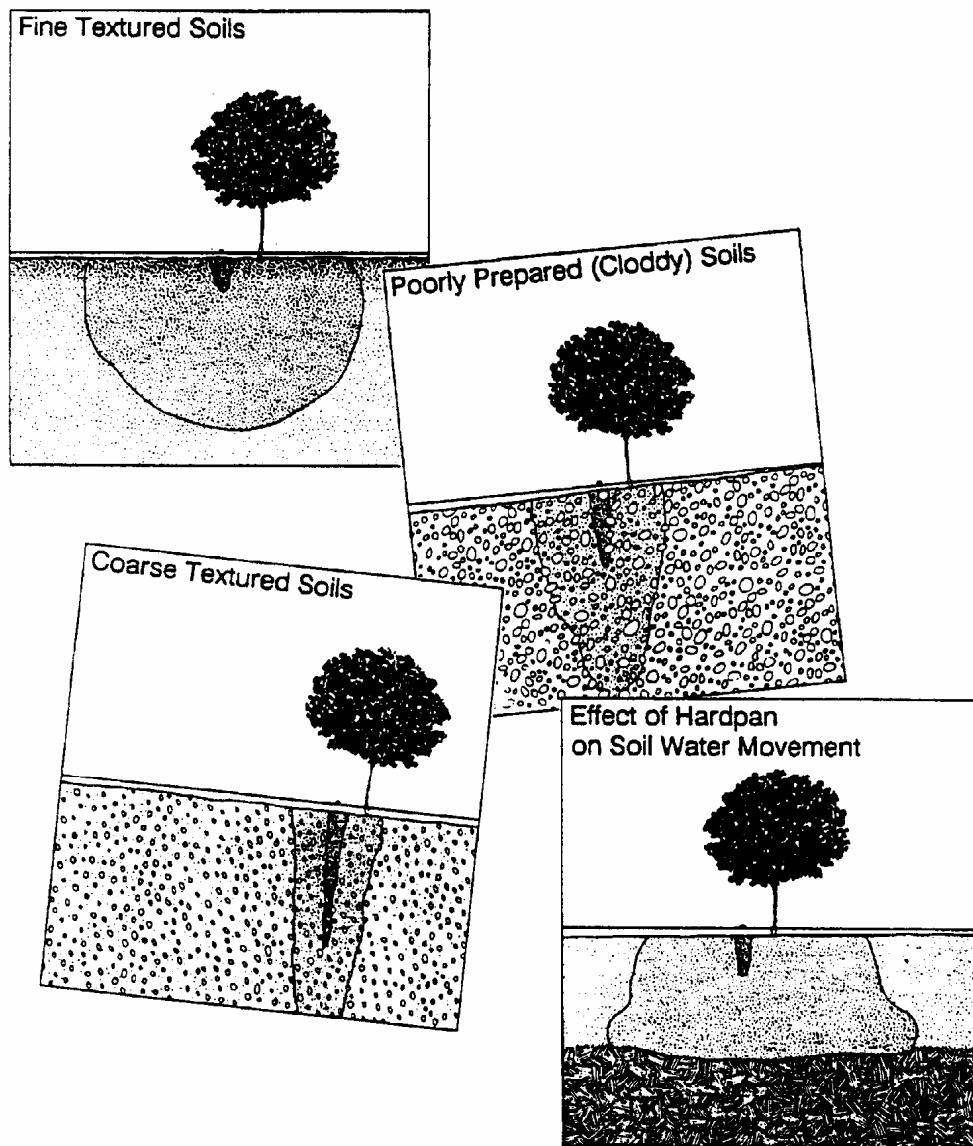 Fine Textured Soils
Poorly Prepared (Cloddy) Soils
Coarse Textured Soils
Effect of Hardpan
on Soil Water Movement